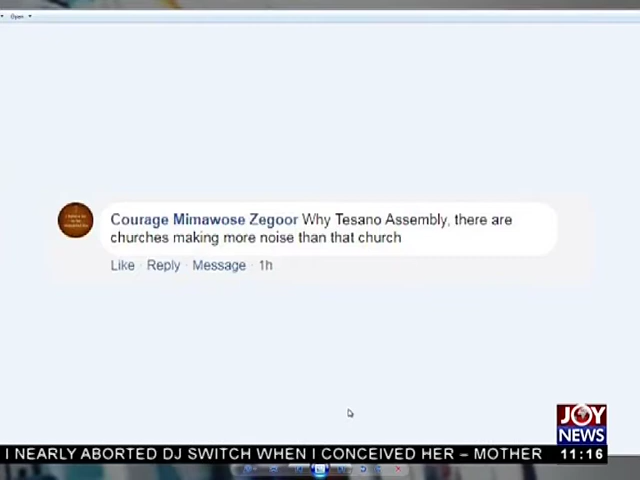 Open
Courage Mimawose Zegoor Why Tesano Assembly, there are
churches making more noise than that church
Like · Reply · Message · 1h
JOY
NEWS
I NEARLY ABORTED DJ SWITCH WHEN I CONCEIVED HER – MOTHER
11:16